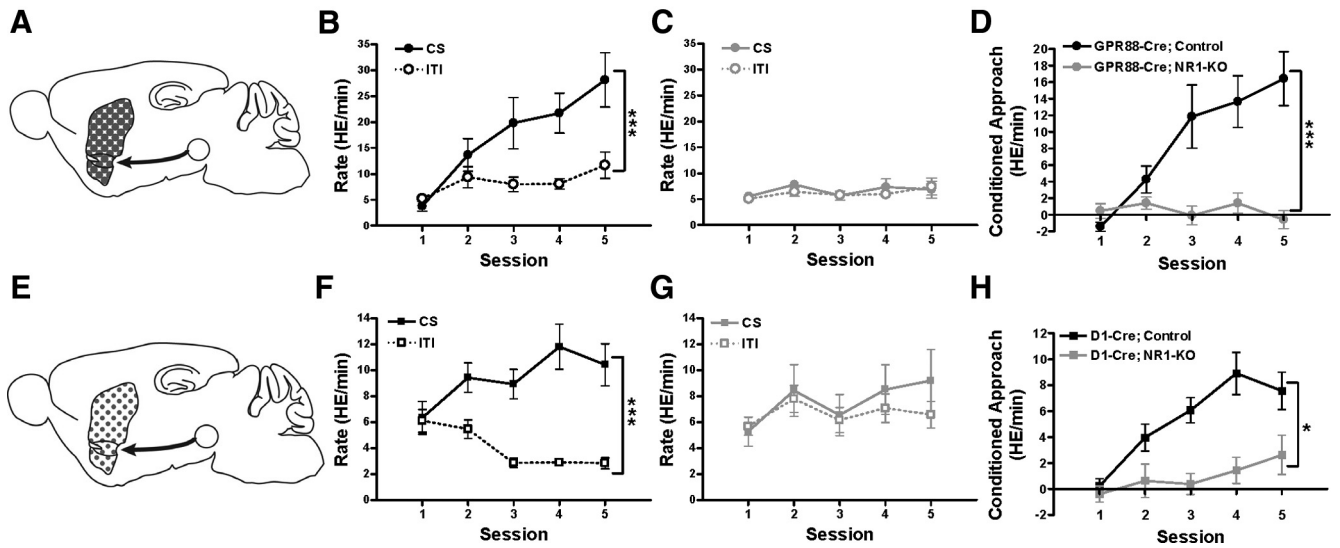 A
B
CS
ITI
Rate (HE/min)
35
30
25
20
15
10
5
0
1 2 3 4 5
Session
***
C
CS
ITI
Rate (HE/min)
35
30
25
20
15
10
5
0
1 2 3 4 5
Session
D
GPR88-Cre; Control
GPR88-Cre; NR1-KO
Conditioned Approach
(HE/min)
20
18
16
14
12
10
8
6
4
2
0
-2
1 2 3 4 5
Session
***
E
F
CS
ITI
Rate (HE/min)
14
12
10
8
6
4
2
0
1 2 3 4 5
Session
***
G
CS
ITI
Rate (HE/min)
14
12
10
8
6
4
2
0
1 2 3 4 5
Session
H
D1-Cre; Control
D1-Cre; NR1-KO
Conditioned Approach
(HE/min)
12
10
8
6
4
2
0
-2
1 2 3 4 5
Session
*